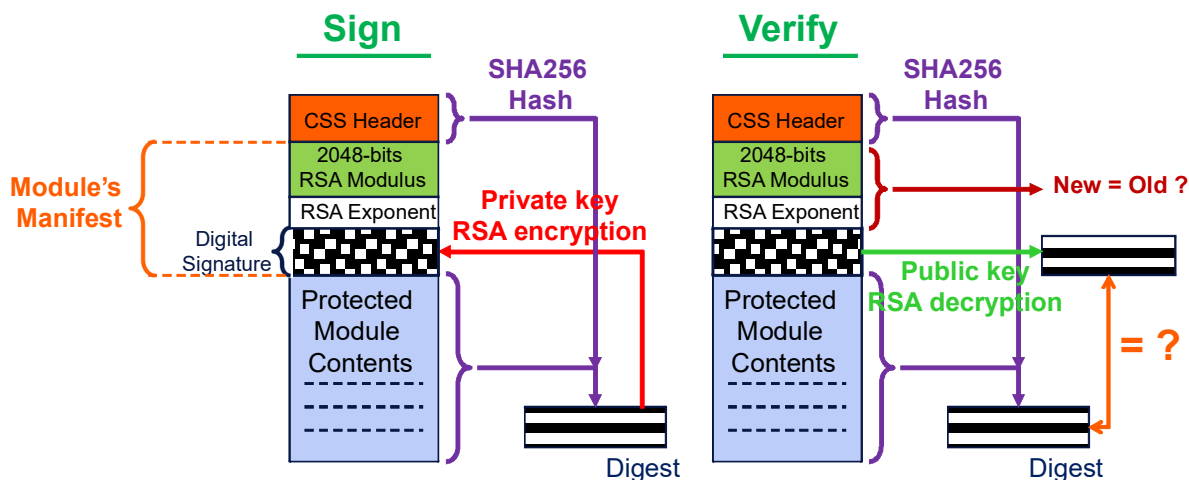 Sign
SHA256
Hash
CSS Header
2048-bits
RSA Modulus
RSA Exponent
Module's
Manifest
Digital
Signature
Private key
RSA encryption
Protected
Module
Contents
Digest
Verify
SHA256
Hash
CSS Header
2048-bits
RSA Modulus
RSA Exponent
New = Old ?
Public key
RSA decryption
Protected
Module
Contents
= ?
Digest